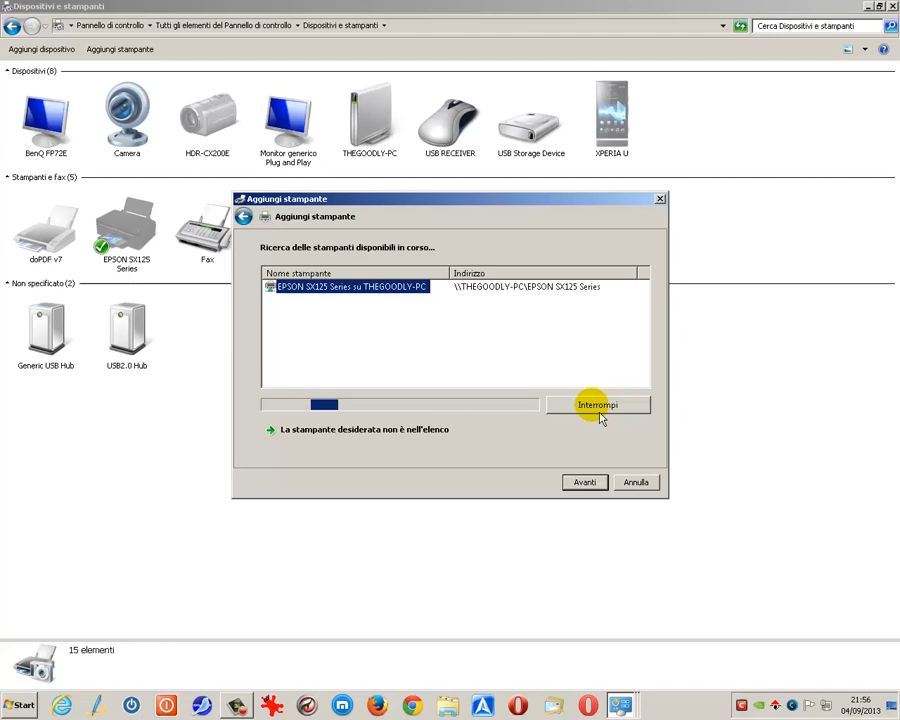 Dispositivi e stampanti
Pannello di controllo
Tutti gli elementi del Pannello di controllo
Dispositivi e stampanti
Cerca Dispositivi e stampanti
Aggiungi dispositivo
Aggiungi stampante
Dispositivi (8)
BenQ FP72E
Camera
HDR-CX200E
Monitor generico
Plug and Play
THEGOODLY-PC
USB RECEIVER
USB Storage Device
XPERIA U
Stampanti e fax (5)
doPDF v7
EPSON SX125
Series
Fax
Non specificato (2)
Generic USB Hub
USB2.0 Hub
Aggiungi stampante
Aggiungi stampante
Ricerca delle stampanti disponibili in corso...
Nome stampante
Indirizzo
EPSON SX125 Series su THEGOODLY-PC
\\THEGOODLY-PC\EPSON SX125 Series
Interrompi
La stampante desiderata non è nell'elenco
Avanti
Annulla
15 elementi
Start
21:56
04/09/2013